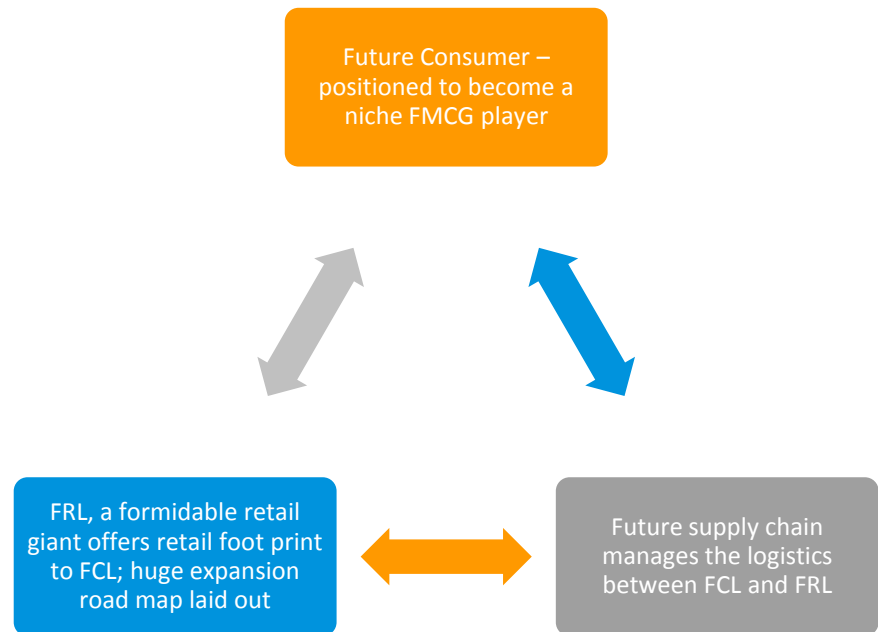 Future Consumer –
positioned to become a
niche FMCG player
FRL, a formidable retail
giant offers retail foot print
to FCL; huge expansion
road map laid out
Future supply chain
manages the logistics
between FCL and FRL